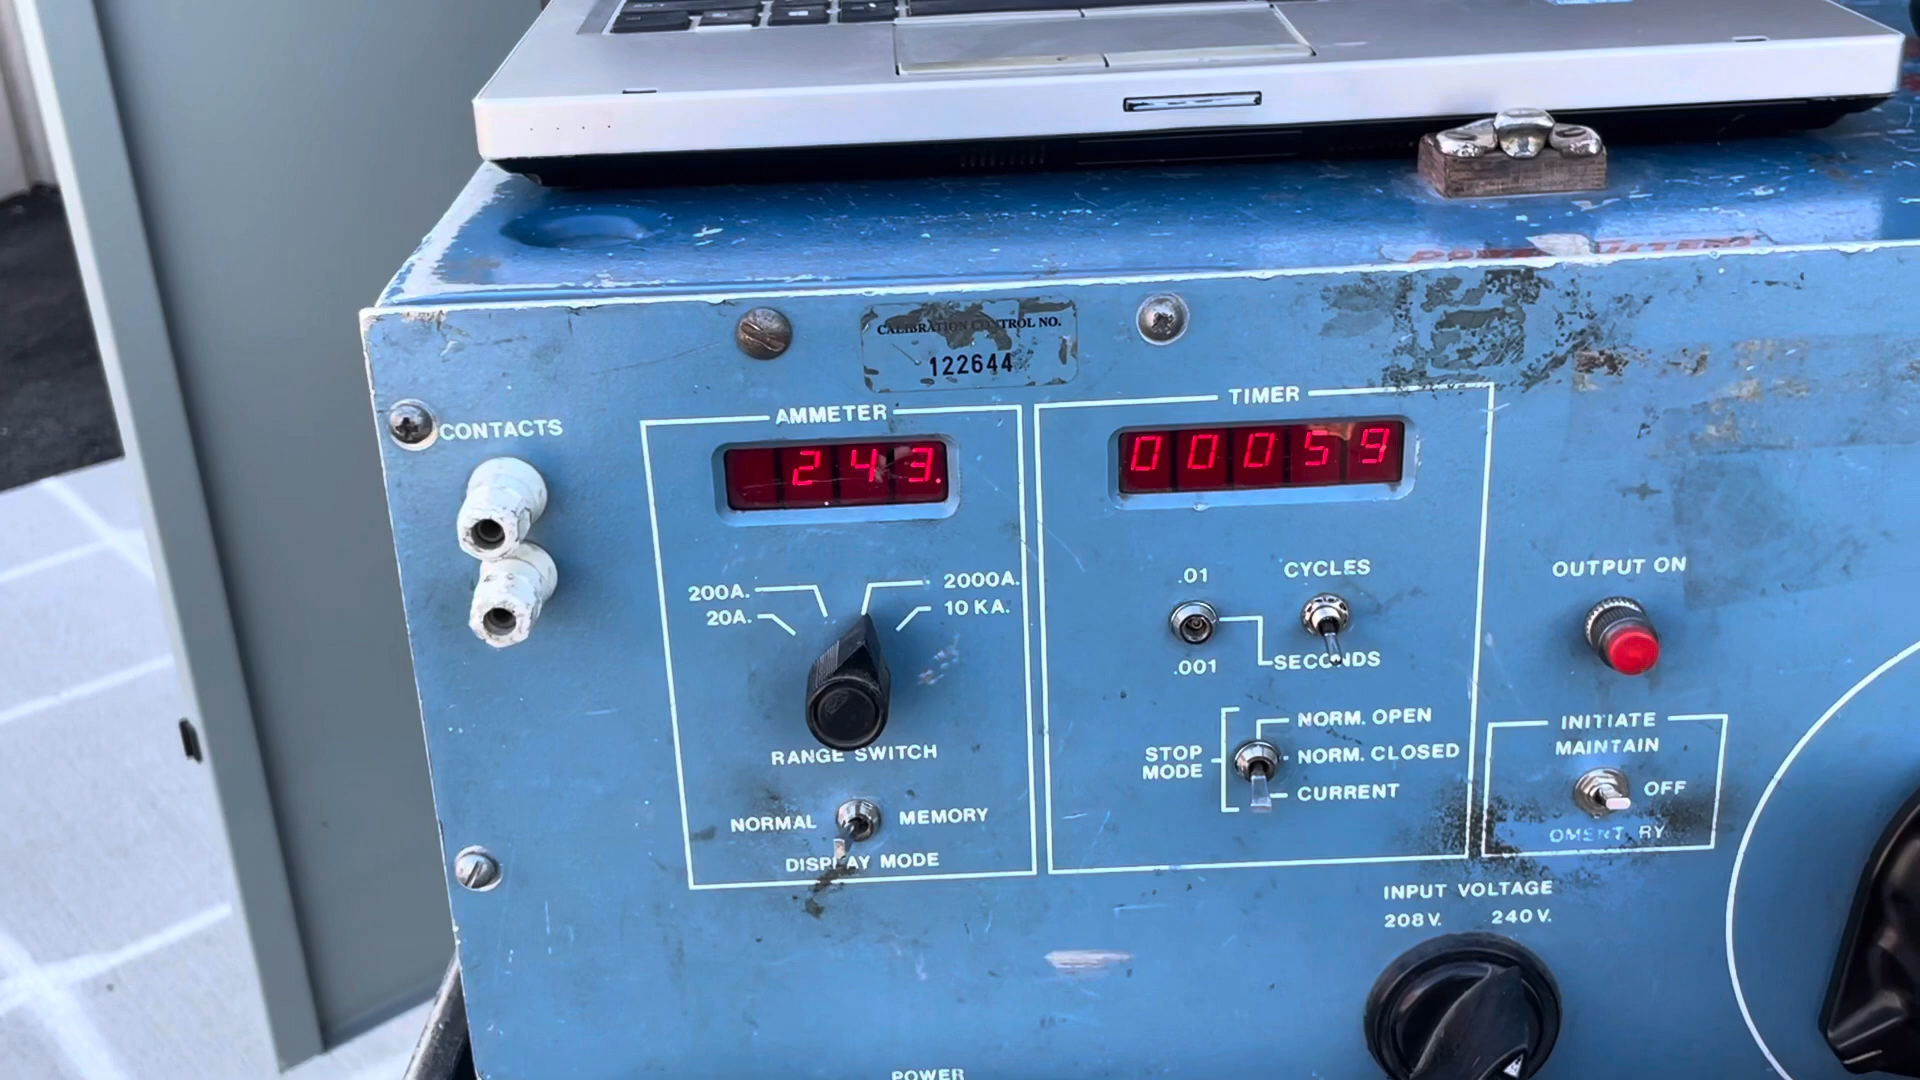 CALIBRATION CONTROL NO.
122644
CONTACTS
AMMETER
243.
200A.
20A.
2000A.
10 KA.
RANGE SWITCH
NORMAL
MEMORY
DISPLAY MODE
TIMER
00059
.01
CYCLES
.001
SECONDS
STOP
MODE
NORM. OPEN
NORM. CLOSED
CURRENT
OUTPUT ON
INITIATE
MAINTAIN
OFF
INPUT VOLTAGE
208V. 240V.
POWER